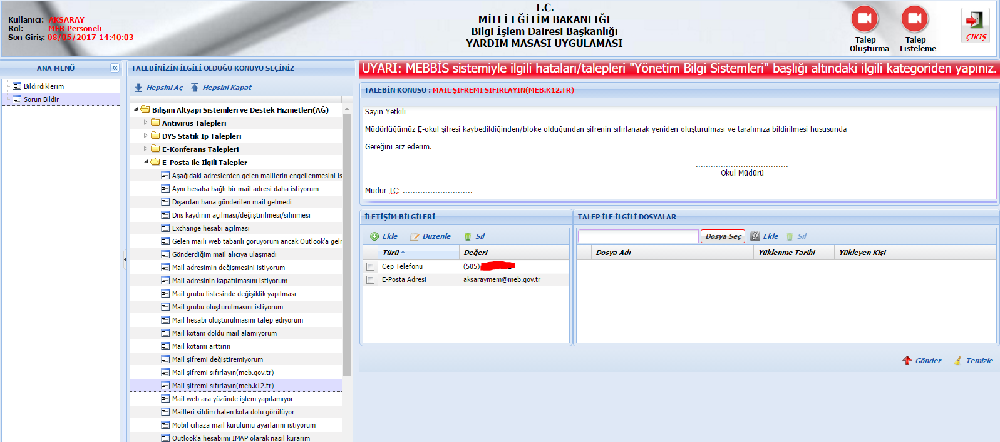 Kullanıcı: AKSARAY
Rol: MEB Personeli
Son Giriş: 08/05/2017 14:40:03
T.C.
MİLLİ EĞİTİM BAKANLIĞI
Bilgi İşlem Dairesi Başkanlığı
YARDIM MASASI UYGULAMASI
Talep Oluşturma
Talep Listeleme
ÇIKIŞ
ANA MENÜ
Bildirdiklerim
Sorun Bildir
TALEBİNİZİN İLGİLİ OLDUĞU KONUYU SEÇİNİZ
Hepsini Aç Hepsini Kapat
Bilişim Altyapı Sistemleri ve Destek Hizmetleri(AĞ)
Antivirüs Talepleri
DYS Statik İp Talepleri
E-Konferans Talepleri
E-Posta ile İlgili Talepler
Aşağıdaki adreslerden gelen maillerin engellenmesini is
Aynı hesaba bağlı bir mail adresi daha istiyorum
Dışardan bana gönderilen mail gelmedi
Dns kaydının açılması/değiştirilmesi/silinmesi
Exchange hesabı açılması
Gelen maili web tabanlı görüyorum ancak Outlook'a gelr
Gönderdiğim mail alıcıya ulaşmadı
Mail adresimin değişmesini istiyorum
Mail adresinin kapatılmasını istiyorum
Mail grubu listesinde değişiklik yapılması
Mail grubu oluşturulmasını istiyorum
Mail hesabı oluşturulmasını talep ediyorum
Mail kotam doldu mail alamıyorum
Mail kotamı arttırın
Mail şifremi değiştiremiyorum
Mail şifremi sıfırlayın(meb.gov.tr)
Mail şifremi sıfırlayın(meb.k12.tr)
Mail web ara yüzünde işlem yapılamıyor
Mailleri sildim halen kota dolu görülüyor
Mobil cihaza mail kurulumu ayarlarını istiyorum
Outlook'a hesabımı IMAP olarak nasıl kurarım
UYARI: MEBBİS sistemiyle ilgili hataları/talepleri "Yönetim Bilgi Sistemleri" başlığı altındaki ilgili kategoriden yapınız.
TALEBİN KONUSU : MAIL ŞIFREMI SIFIRLAYIN(MEB.K12.TR)
Sayın Yetkili
Müdürlüğümüz E-okul şifresi kaybedildiğinden/bloke olduğundan şifrenin sıfırlanarak yeniden oluşturulması ve tarafımıza bildirilmesi hususunda
Gereğini arz ederim.
.....................................
Okul Müdürü
Müdür TC: ............................
İLETİŞİM BİLGİLERİ
Ekle Düzenle Sil
Türü Değeri
Cep Telefonu (505)
E-Posta Adresi aksaraymem@meb.gov.tr
TALEP İLE İLGİLİ DOSYALAR
Dosya Seç Ekle Sil
Dosya Adı Yüklenme Tarihi Yükleyen Kişi
Gönder Temizle